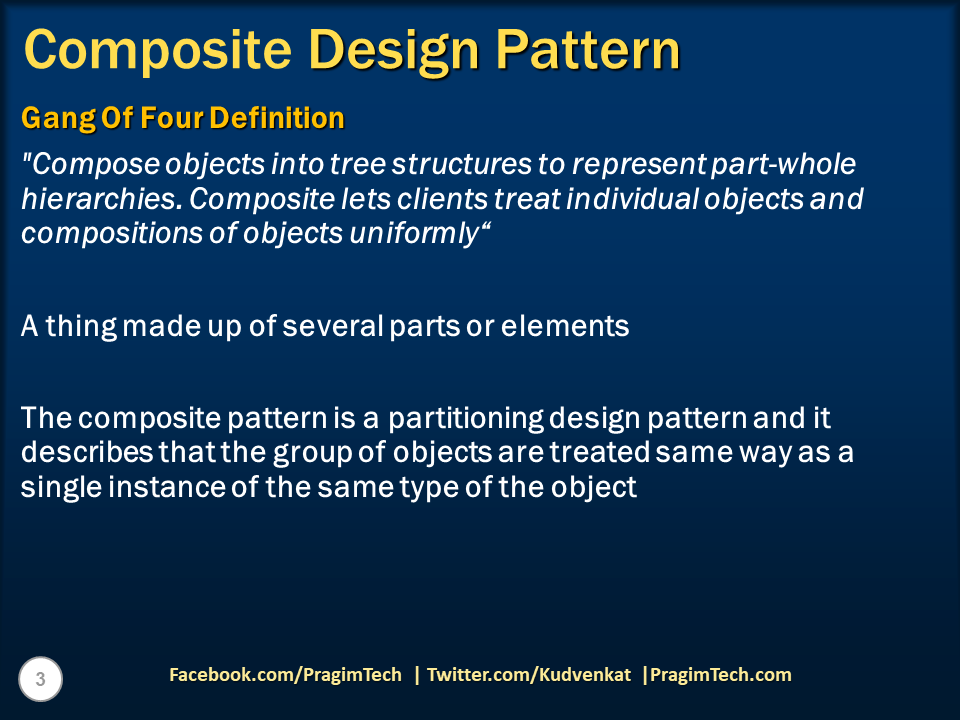 Composite Design Pattern
Gang Of Four Definition
"Compose objects into tree structures to represent part-whole
hierarchies. Composite lets clients treat individual objects and
compositions of objects uniformly“
A thing made up of several parts or elements
The composite pattern is a partitioning design pattern and it
describes that the group of objects are treated same way as a
single instance of the same type of the object
3
Facebook.com/PragimTech | Twitter.com/Kudvenkat |PragimTech.com